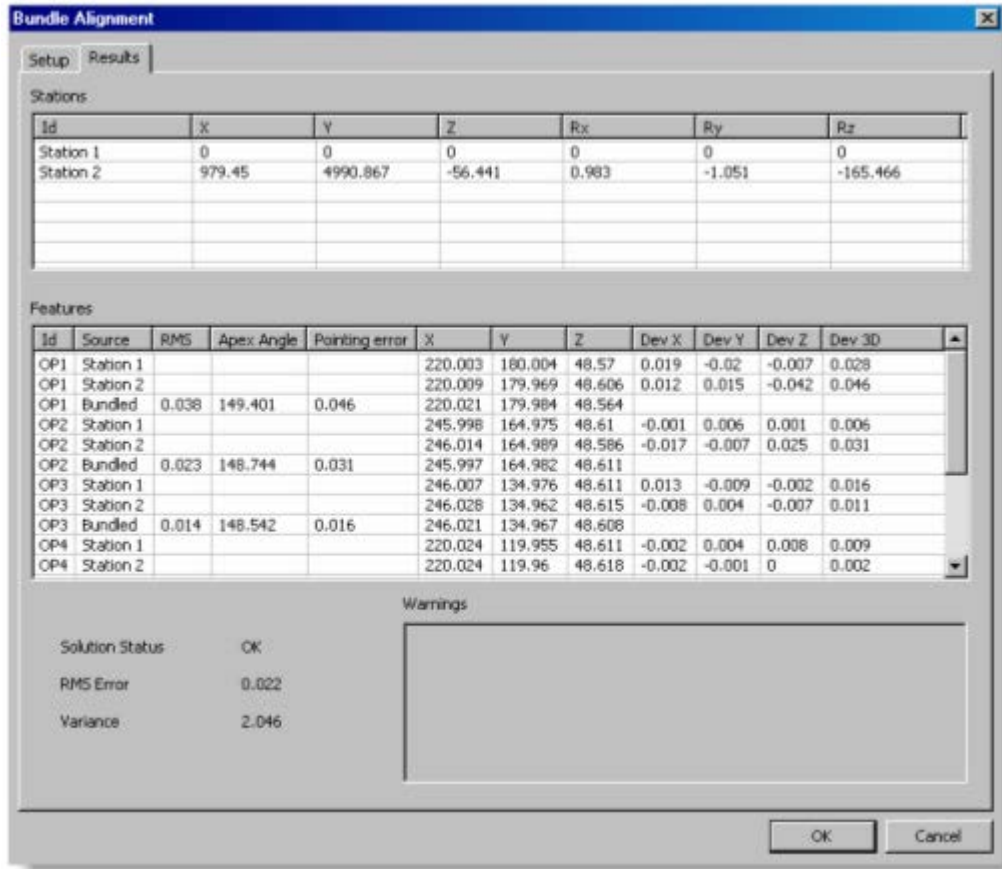 Bundle Alignment
Setup Results
Stations
Id X Y Z Rx Ry Rz
Station 1 0 0 0 0 0 0
Station 2 979.45 4990.867 -56.441 0.983 -1.051 -165.466
Features
Id Source RMS Apex Angle Pointing error X Y Z Dev X Dev Y Dev Z Dev 3D
OP1 Station 1 220.003 180.004 48.57 0.019 -0.02 -0.007 0.028
OP1 Station 2 220.009 179.969 48.606 0.012 0.015 -0.042 0.046
OP1 Bundled 0.038 149.401 0.046 220.021 179.984 48.564
OP2 Station 1 245.998 164.975 48.61 -0.001 0.006 0.001 0.006
OP2 Station 2 246.014 164.989 48.586 -0.017 -0.007 0.025 0.031
OP2 Bundled 0.023 148.744 0.031 245.997 164.982 48.611
OP3 Station 1 246.007 134.976 48.611 0.013 -0.009 -0.002 0.016
OP3 Station 2 246.028 134.962 48.615 -0.008 0.004 -0.007 0.011
OP3 Bundled 0.014 148.542 0.016 246.021 134.967 48.608
OP4 Station 1 220.024 119.955 48.611 -0.002 0.004 0.008 0.009
OP4 Station 2 220.024 119.96 48.618 -0.002 -0.001 0 0.002
Warnings
Solution Status OK
RMS Error 0.022
Variance 2.046
OK Cancel